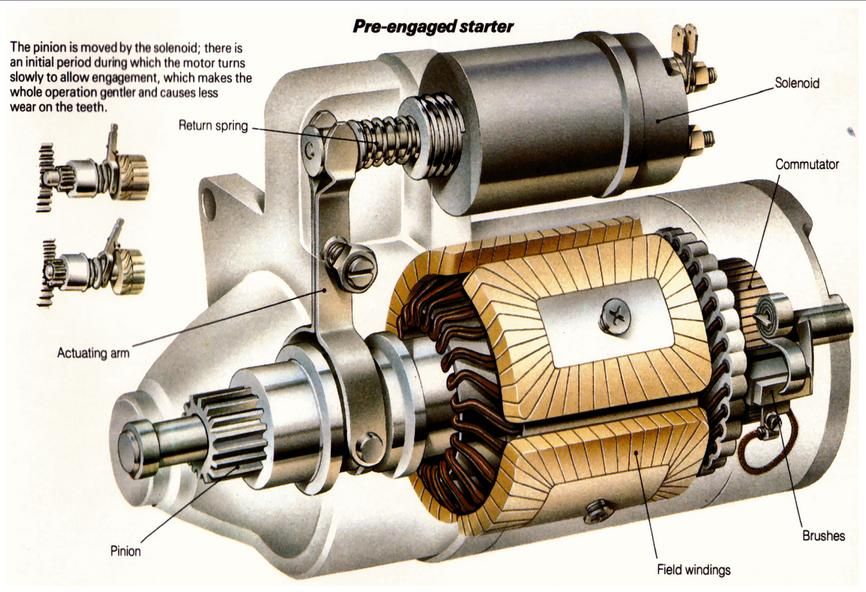 Pre-engaged starter
The pinion is moved by the solenoid; there is
an initial period during which the motor turns
slowly to allow engagement, which makes the
whole operation gentler and causes less
wear on the teeth.
Return spring
Solenoid
Commutator
Actuating arm
Pinion
Brushes
Field windings